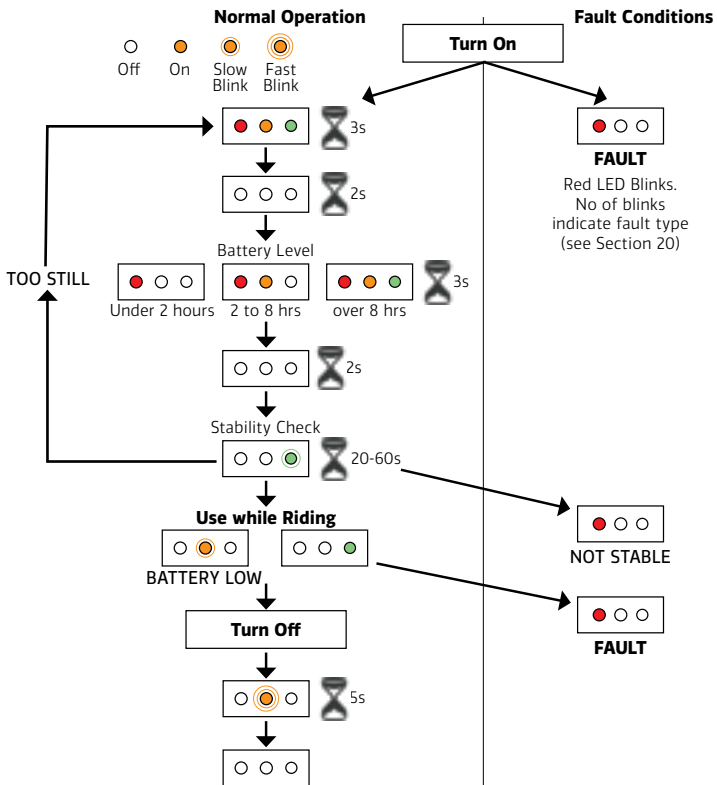 Normal Operation
Fault Conditions
Turn On
Off
On
Slow
Blink
Fast
Blink
3s
FAULT
Red LED Blinks.
No of blinks
indicate fault type
(see Section 20)
2s
Battery Level
TOO STILL
3s
Under 2 hours
2 to 8 hrs
over 8 hrs
2s
Stability Check
20-60s
Use while Riding
NOT STABLE
BATTERY LOW
Turn Off
FAULT
5s